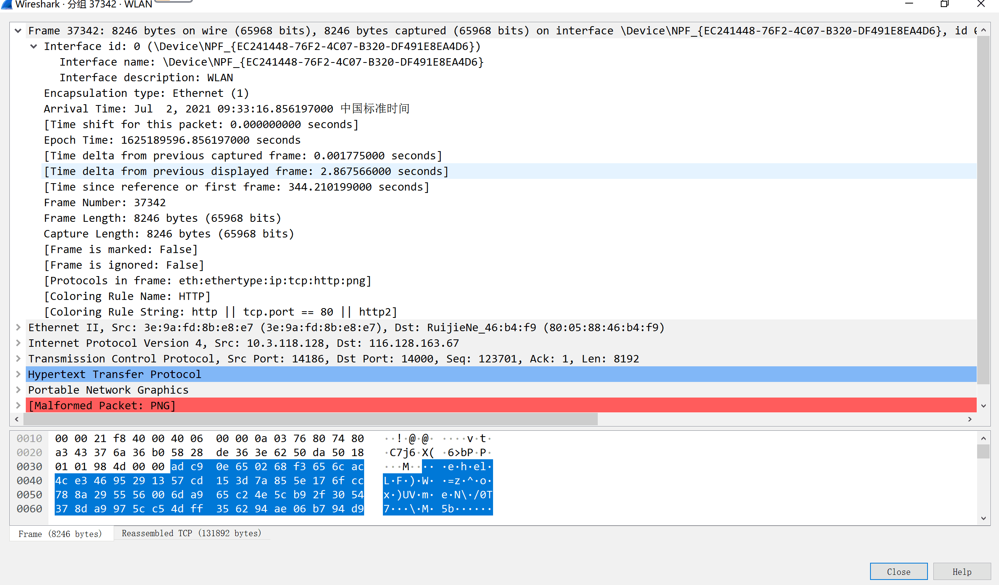 Wireshark · 分组 37342 · WLAN
Frame 37342: 8246 bytes on wire (65968 bits), 8246 bytes captured (65968 bits) on interface \Device\NPF_{EC241448-76F2-4C07-B320-DF491E8EA4D6}, id
Interface id: 0 (\Device\NPF_{EC241448-76F2-4C07-B320-DF491E8EA4D6})
Interface name: \Device\NPF_{EC241448-76F2-4C07-B320-DF491E8EA4D6}
Interface description: WLAN
Encapsulation type: Ethernet (1)
Arrival Time: Jul  2, 2021 09:33:16.856197000 中国标准时间
[Time shift for this packet: 0.000000000 seconds]
Epoch Time: 1625189596.856197000 seconds
[Time delta from previous captured frame: 0.001775000 seconds]
[Time delta from previous displayed frame: 2.867566000 seconds]
[Time since reference or first frame: 344.210199000 seconds]
Frame Number: 37342
Frame Length: 8246 bytes (65968 bits)
Capture Length: 8246 bytes (65968 bits)
[Frame is marked: False]
[Frame is ignored: False]
[Protocols in frame: eth:ethertype:ip:tcp:http:png]
[Coloring Rule Name: HTTP]
[Coloring Rule String: http || tcp.port == 80 || http2]
Ethernet II, Src: 3e:9a:fd:8b:e8:e7 (3e:9a:fd:8b:e8:e7), Dst: RuijieNe_46:b4:f9 (80:05:88:46:b4:f9)
Internet Protocol Version 4, Src: 10.3.118.128, Dst: 116.128.163.67
Transmission Control Protocol, Src Port: 14186, Dst Port: 14000, Seq: 123701, Ack: 1, Len: 8192
Hypertext Transfer Protocol
Portable Network Graphics
[Malformed Packet: PNG]
0010 00 00 21 f8 40 00 40 06 00 00 0a 03 76 80 74 80 ··!·@·@· ····v·t·
0020 a3 43 37 6a 36 b0 58 28 de 36 3e 62 50 da 50 18 ·C7j6·X( ·6>bP·P·
0030 01 01 98 4d 00 00 ad c9 0e 65 02 68 f3 65 6c ac ···M···· ·e·h·el·
0040 4c e3 46 95 29 13 57 cd 15 3d 7a 85 5e 17 6f cc L·F·)·W· ·=z·^·o·
0050 78 8a 29 55 56 00 6d a9 65 c2 4e 5c b9 2f 30 54 x·)UV·m· e·N\·/0T
0060 37 8d a9 97 5c c5 4d ff 35 62 94 ae 06 b7 94 d9 7···\·M· 5b······
Frame (8246 bytes) Reassembled TCP (131892 bytes)
Close Help